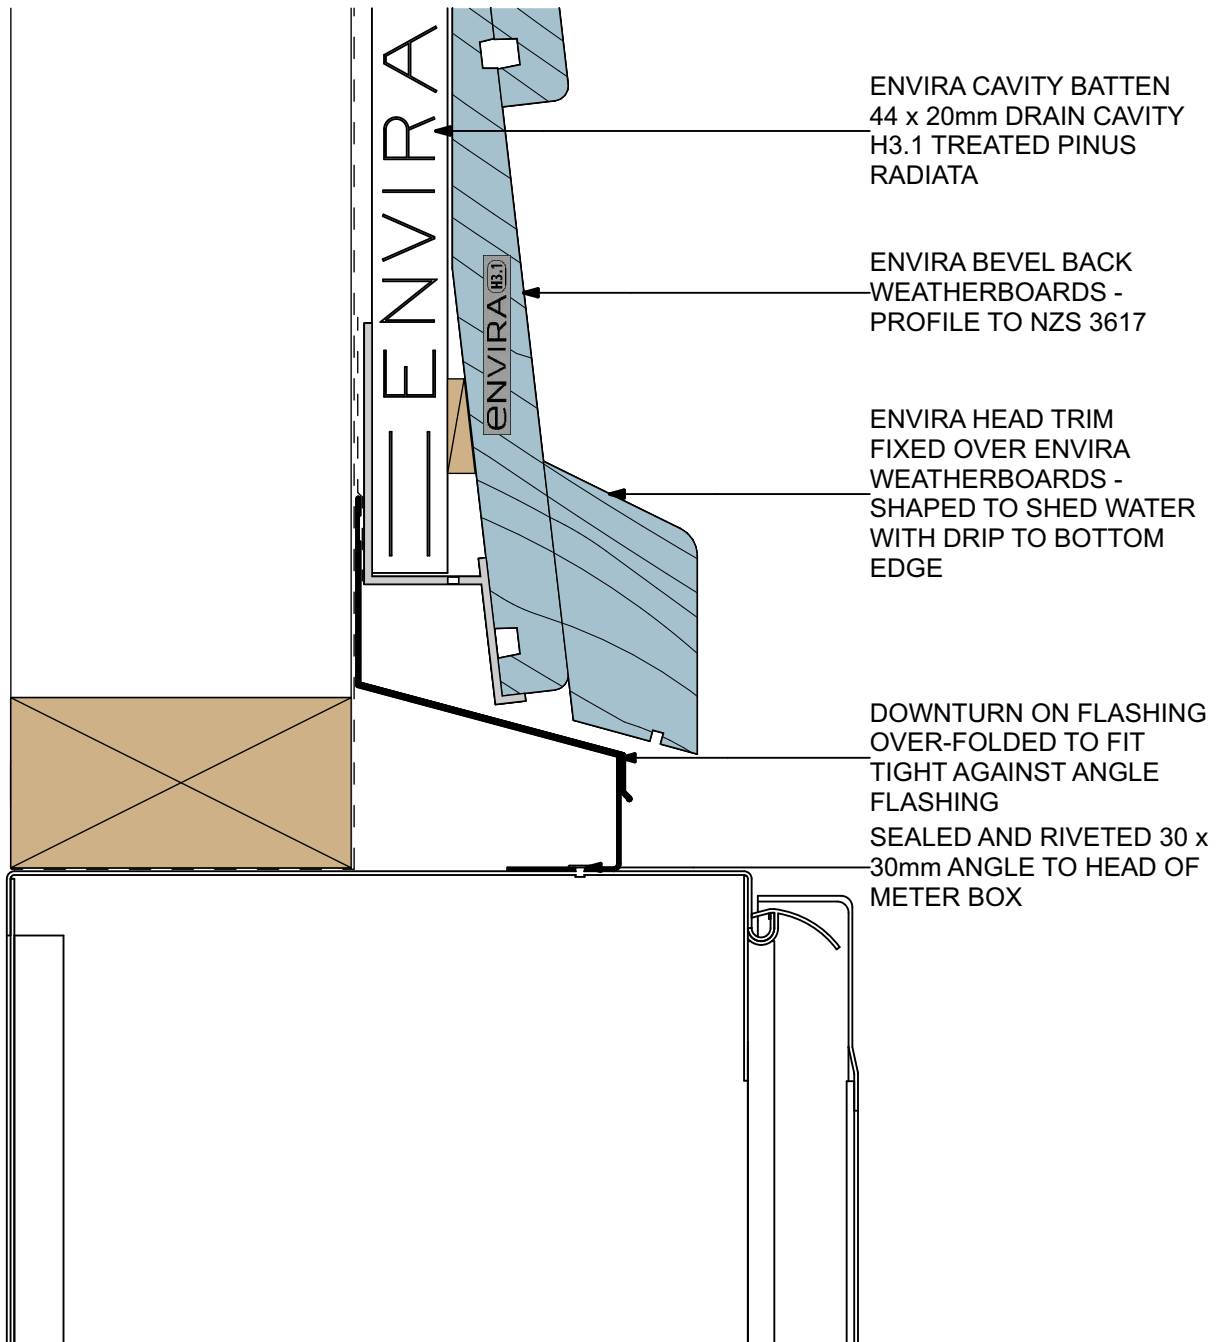 ENVIRA
ENVIRA H3.1
ENVIRA CAVITY BATTEN
44 x 20mm DRAIN CAVITY
H3.1 TREATED PINUS
RADIATA
ENVIRA BEVEL BACK
WEATHERBOARDS -
PROFILE TO NZS 3617
ENVIRA HEAD TRIM
FIXED OVER ENVIRA
WEATHERBOARDS -
SHAPED TO SHED WATER
WITH DRIP TO BOTTOM
EDGE
DOWNTURN ON FLASHING
OVER-FOLDED TO FIT
TIGHT AGAINST ANGLE
FLASHING
SEALED AND RIVETED 30 x
30mm ANGLE TO HEAD OF
METER BOX